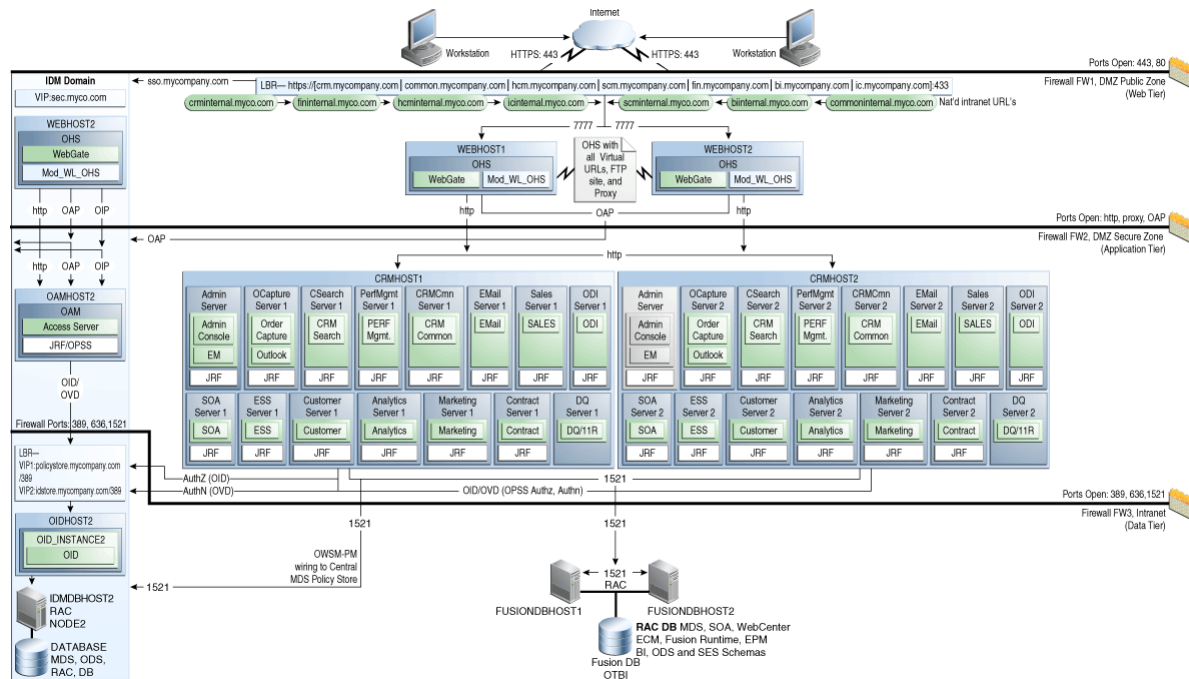 Internet
Workstation
HTTPS: 443
HTTPS: 443
Workstation
Ports Open: 443, 80
IDM Domain
sso.mycompany.com
Firewall FW1, DMZ Public Zone
(Web Tier)
VIP:sec.myco.com
LBR— https://[crm.mycompany | common.mycompany | hcm.mycompany | scm.mycompany | fin.mycompany | bi.mycompany | ic.mycompany]:433
crminternal.myco.com
fininternal.myco.com
hcminternal.myco.com
icinternal.myco.com
scminternal.myco.com
biinternal.myco.com
commoninternal.myco.com
Nat'd intranet URL's
WEBHOST2
OHS
WebGate
Mod_WL_OHS
7777
7777
WEBHOST1
OHS
WebGate
Mod_WL_OHS
OHS with
all Virtual
URLs, FTP
site, and
Proxy
WEBHOST2
OHS
WebGate
Mod_WL_OHS
http
OAP
OIP
http
OAP
http
Ports Open: http, proxy, OAP
OAP
Firewall FW2, DMZ Secure Zone
(Application Tier)
http
OAP
OIP
http
OAMHOST2
OAM
Access Server
JRF/OPSS
CRMHOST1
Admin
Server
Admin
Console
EM
JRF
OCapture
Server 1
Order
Capture
Outlook
JRF
CSearch
Server 1
CRM
Search
JRF
PerfMgmt
Server 1
PERF
Mgmt.
JRF
CRMCmn
Server 1
CRM
Common
JRF
EMail
Server 1
EMail
JRF
Sales
Server 1
SALES
JRF
ODI
Server 1
ODI
JRF
SOA
Server 1
SOA
JRF
ESS
Server 1
ESS
JRF
Customer
Server 1
Customer
JRF
Analytics
Server 1
Analytics
JRF
Marketing
Server 1
Marketing
JRF
Contract
Server 1
Contract
JRF
DQ
Server 1
DQ/11R
CRMHOST2
Admin
Server
Admin
Console
EM
JRF
OCapture
Server 2
Order
Capture
Outlook
JRF
CSearch
Server 2
CRM
Search
JRF
PerfMgmt
Server 2
PERF
Mgmt.
JRF
CRMCmn
Server 2
CRM
Common
JRF
EMail
Server 2
EMail
JRF
Sales
Server 2
SALES
JRF
ODI
Server 2
ODI
JRF
SOA
Server 2
SOA
JRF
ESS
Server 2
ESS
JRF
Customer
Server 2
Customer
JRF
Analytics
Server 2
Analytics
JRF
Marketing
Server 2
Marketing
JRF
Contract
Server 2
Contract
JRF
DQ
Server 2
DQ/11R
OID/
OVD
Firewall Ports: 389, 636,1521
LBR—
VIP1:policystore.mycompany.com
/389
VIP2:idstore.mycompany.com/389
AuthZ (OID)
AuthN (OVD)
OID/OVD (OPSS Authz, Authn)
1521
Ports Open: 389, 636,1521
Firewall FW3, Intranet
(Data Tier)
1521
1521
OIDHOST2
OID_INSTANCE2
OID
OWSM-PM
wiring to Central
MDS Policy Store
1521
IDMDBHOST2
RAC
NODE2
DATABASE
MDS, ODS,
RAC, DB
1521
RAC
FUSIONDBHOST1
FUSIONDBHOST2
RAC DB MDS, SOA, WebCenter
ECM, Fusion Runtime, EPM
BI, ODS and SES Schemas
Fusion DB
OTBI